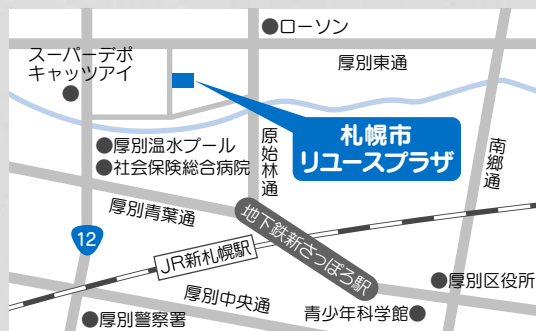 ローソン
スーパーデポ
キャッツアイ
厚別東通
札幌市
リユースプラザ
厚別温水プール
社会保険総合病院
原始林通
南郷通
厚別青葉通
地下鉄新さっぽろ駅
12
JR新札幌駅
厚別区役所
厚別中央通
青少年科学館
厚別警察署